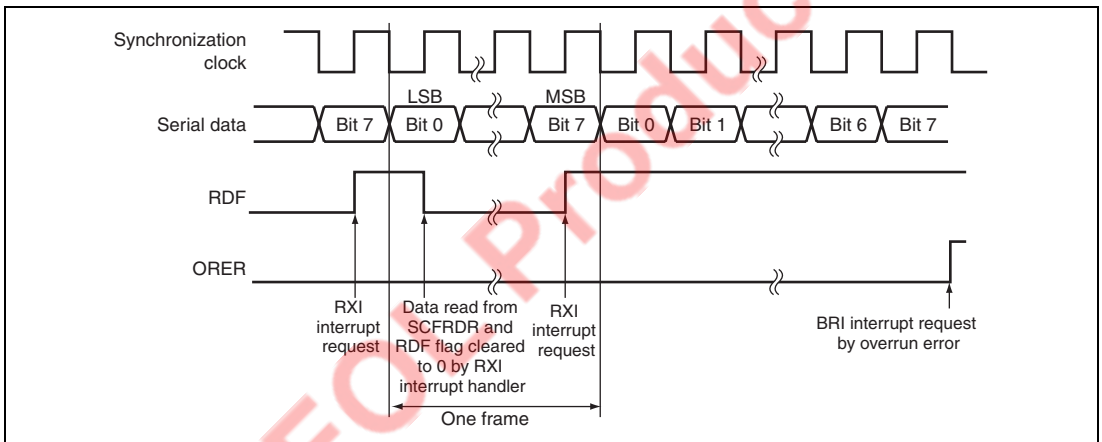 Synchronization
clock
LSB
MSB
Serial data
Bit 7
Bit 0
Bit 7
Bit 0
Bit 1
Bit 6
Bit 7
RDF
ORER
RXI
interrupt
request
Data read from
SCFRDR and
RDF flag cleared
to 0 by RXI
interrupt handler
RXI
interrupt
request
BRI interrupt request
by overrun error
One frame
EOL Produc